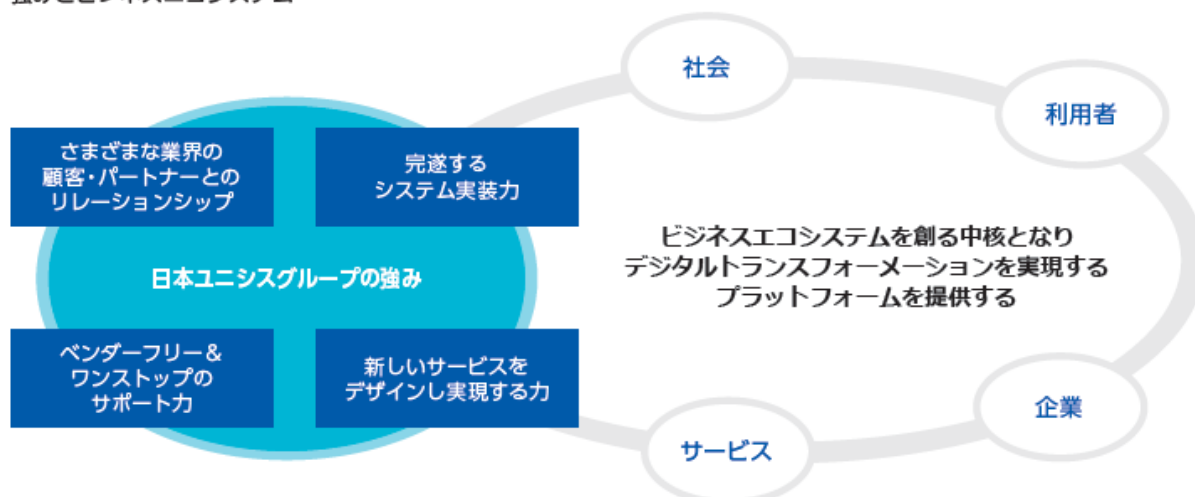 社会
利用者
さまざまな業界の
顧客・パートナーとの
リレーションシップ
完遂する
システム実装力
ビジネスエコシステムを創る中核となり
デジタルトランスフォーメーションを実現する
プラットフォームを提供する
日本ユニシスグループの強み
ベンダーフリー&
ワンストップの
サポート力
新しいサービスを
デザインし実現する力
企業
サービス